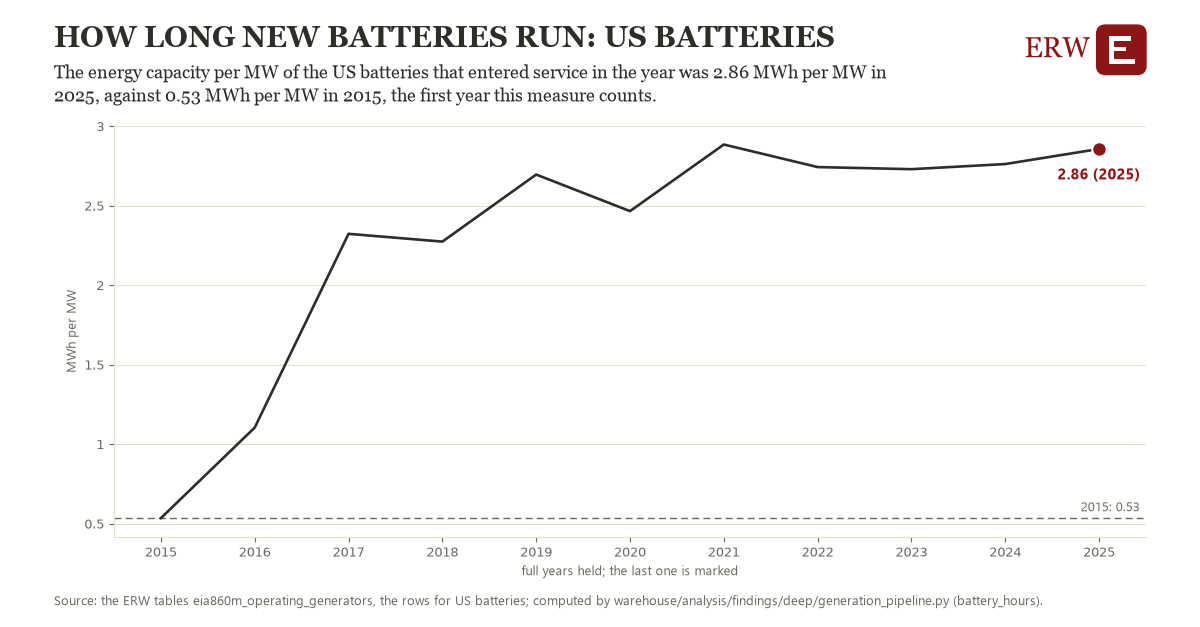 HOW LONG NEW BATTERIES RUN: US BATTERIES
ERW E
The energy capacity per MW of the US batteries that entered service in the year was 2.86 MWh per MW in
2025, against 0.53 MWh per MW in 2015, the first year this measure counts.
MWh per MW
3
2.5
2
1.5
1
0.5
2.86 (2025)
2015: 0.53
2015 2016 2017 2018 2019 2020 2021 2022 2023 2024 2025
full years held; the last one is marked
Source: the ERW tables eia860m_operating_generators, the rows for US batteries; computed by warehouse/analysis/findings/deep/generation_pipeline.py (battery_hours).